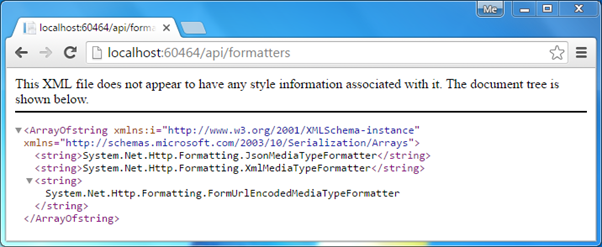 Me
localhost:60464/api/forma
localhost:60464/api/formatters
This XML file does not appear to have any style information associated with it. The document tree is
shown below.
<ArrayOfstring xmlns:i="http://www.w3.org/2001/XMLSchema-instance"
xmlns="http://schemas.microsoft.com/2003/10/Serialization/Arrays">
<string>System.Net.Http.Formatting.JsonMediaTypeFormatter</string>
<string>System.Net.Http.Formatting.XmlMediaTypeFormatter</string>
<string>
System.Net.Http.Formatting.FormUrlEncodedMediaTypeFormatter
</string>
</ArrayOfstring>